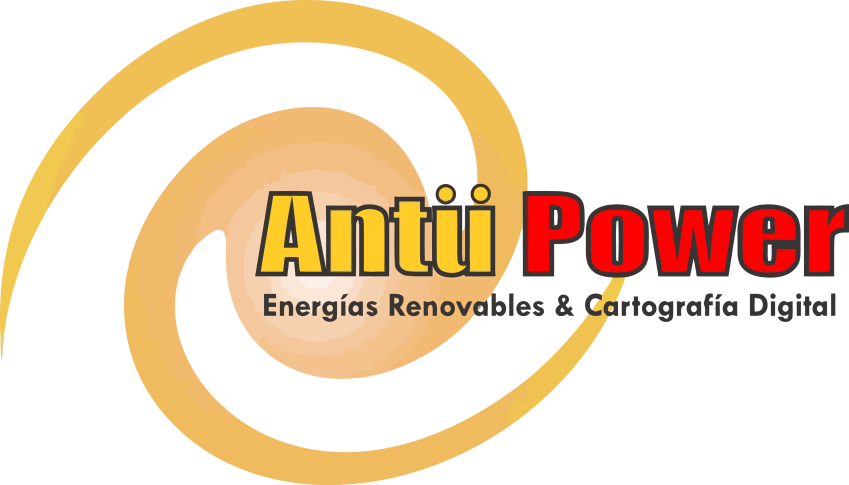 Antü Power
Energías Renovables & Cartografía Digital